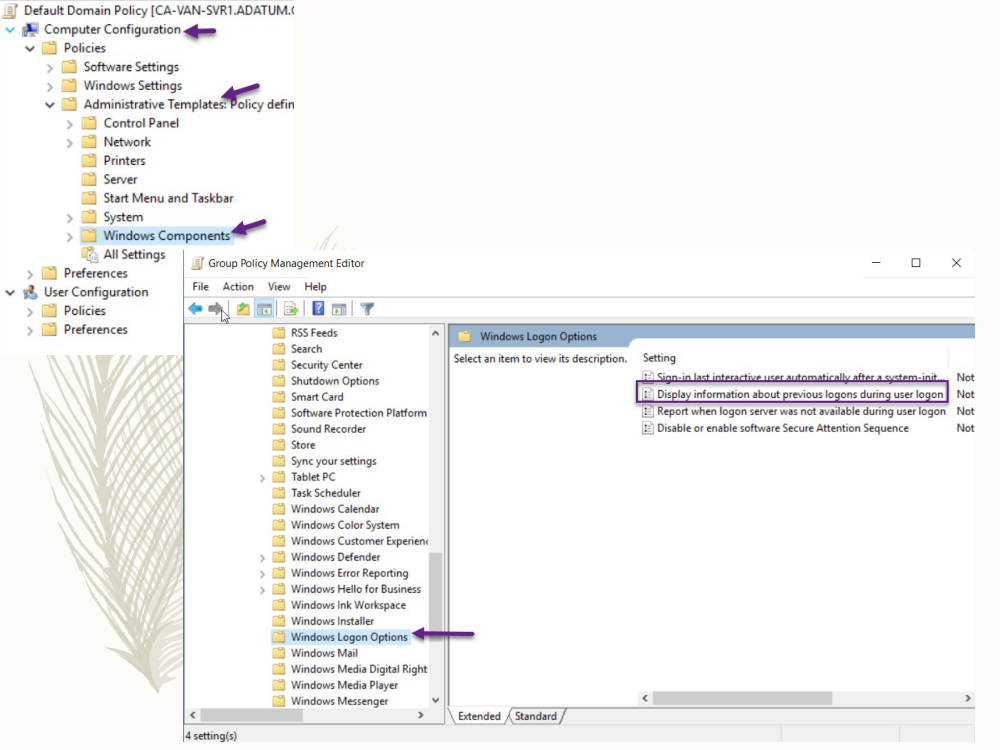 Default Domain Policy [CA-VAN-SVR1.ADATUM.
Computer Configuration
Policies
Software Settings
Windows Settings
Administrative Templates: Policy defin
Control Panel
Network
Printers
Server
Start Menu and Taskbar
System
Windows Components
All Settings
Preferences
User Configuration
Policies
Preferences
Group Policy Management Editor
File Action View Help
RSS Feeds
Search
Security Center
Shutdown Options
Smart Card
Software Protection Platform
Sound Recorder
Store
Sync your settings
Tablet PC
Task Scheduler
Windows Calendar
Windows Color System
Windows Customer Experienc
Windows Defender
Windows Error Reporting
Windows Hello for Business
Windows Ink Workspace
Windows Installer
Windows Logon Options
Windows Mail
Windows Media Digital Right
Windows Media Player
Windows Messenger
Windows Logon Options
Select an item to view its description.
Setting
Sign-in last interactive user automatically after a system-init... Not
Display information about previous logons during user logon Not
Report when logon server was not available during user logon Not
Disable or enable software Secure Attention Sequence Not
Extended Standard
4 setting(s)